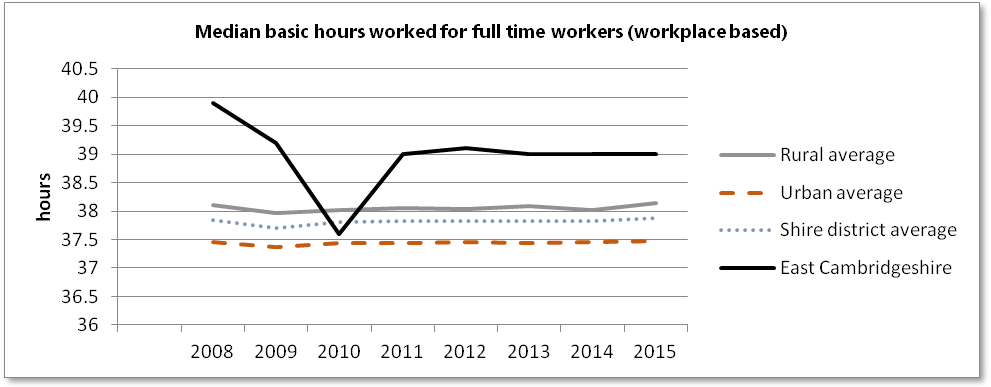 Median basic hours worked for full time workers (workplace based)
40.5
40
39.5
39
38.5
38
37.5
37
36.5
36
hours
2008 2009 2010 2011 2012 2013 2014 2015
Rural average
Urban average
Shire district average
East Cambridgeshire